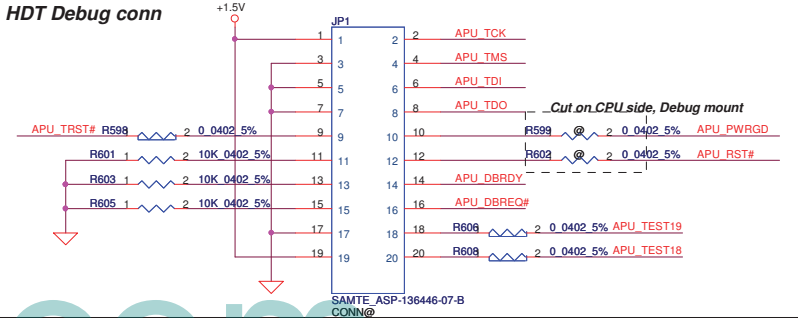 HDT Debug conn
+1.5V
JP1
1 1 2 2 APU_TCK
3 3 4 4 APU_TMS
5 5 6 6 APU_TDI
7 7 8 8 APU_TDO
Cut on CPU side, Debug mount
APU_TRST# R598 1 2 0_0402_5% 9 9 10 10 R599 1 @ 2 0_0402_5% APU_PWRGD
R601 1 2 10K_0402_5% 11 11 12 12 R602 1 @ 2 0_0402_5% APU_RST#
R603 1 2 10K_0402_5% 13 13 14 14 APU_DBRDY
R605 1 2 10K_0402_5% 15 15 16 16 APU_DBREQ#
17 17 18 18 R606 1 2 0_0402_5% APU_TEST19
19 19 20 20 R608 1 2 0_0402_5% APU_TEST18
SAMTE_ASP-136446-07-B
CONN@